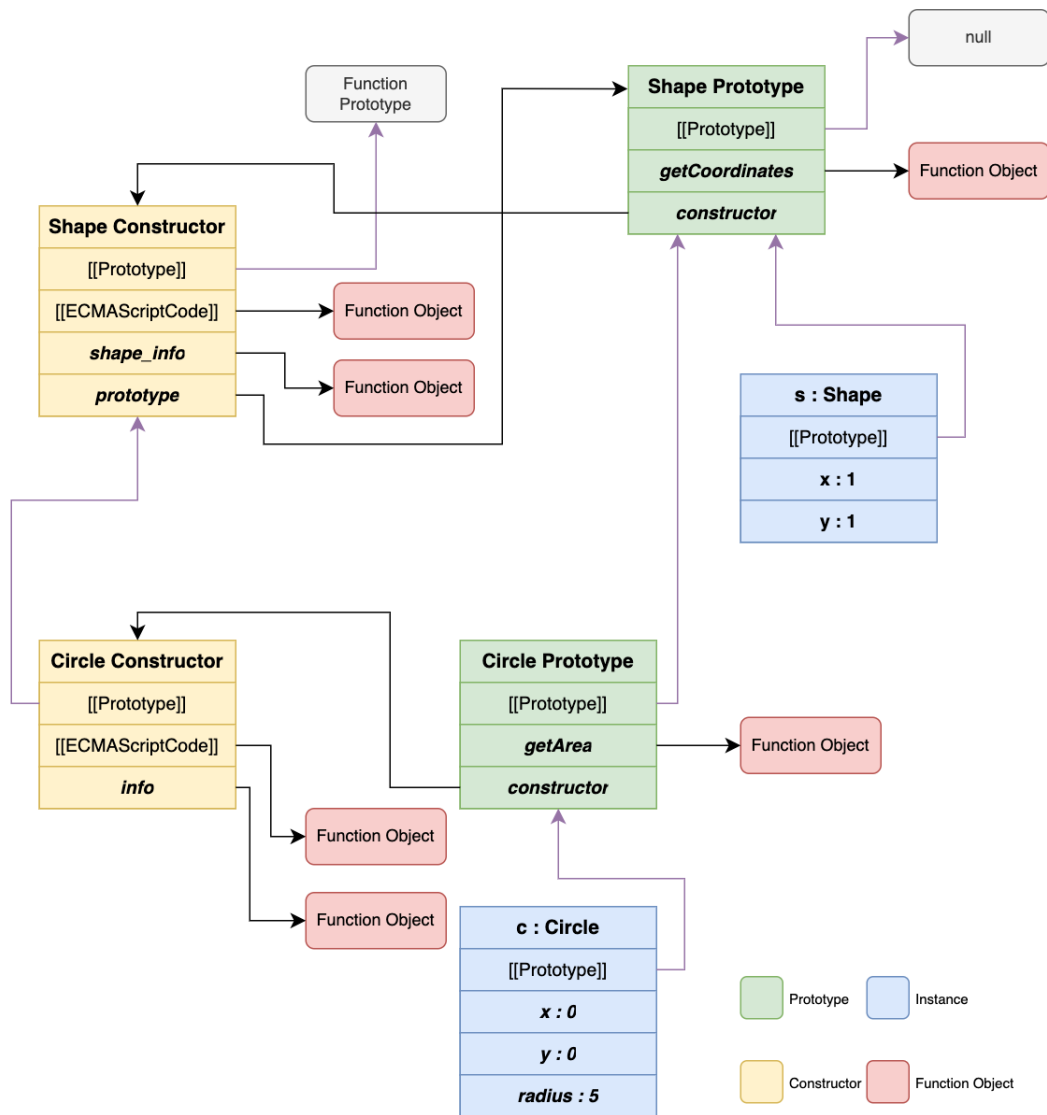 null
Function
Prototype
Shape Prototype
[[Prototype]]
getCoordinates
Function Object
constructor
Shape Constructor
[[Prototype]]
[[ECMAScriptCode]]
Function Object
shape_info
Function Object
prototype
s : Shape
[[Prototype]]
x : 1
y : 1
Circle Constructor
[[Prototype]]
[[ECMAScriptCode]]
info
Function Object
Function Object
Circle Prototype
[[Prototype]]
getArea
Function Object
constructor
c : Circle
[[Prototype]]
x : 0
y : 0
radius : 5
Prototype
Instance
Constructor
Function Object